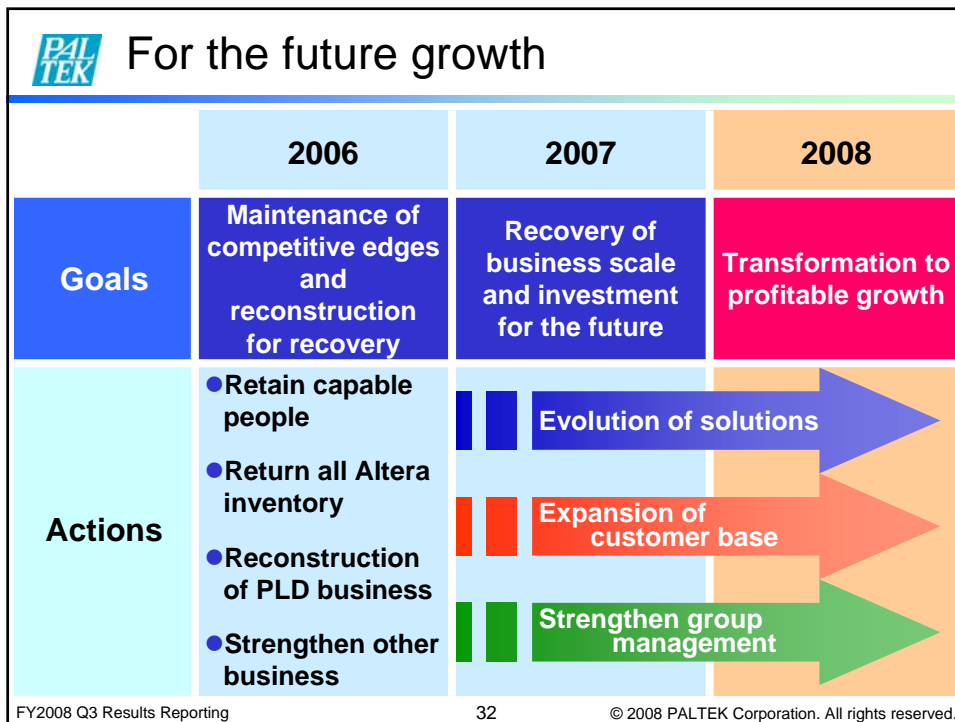 PAL
TEK
For the future growth
2006
2007
2008
Goals
Maintenance of
competitive edges
and
reconstruction
for recovery
Recovery of
business scale
and investment
for the future
Transformation to
profitable growth
Actions
●Retain capable
people
●Return all Altera
inventory
●Reconstruction
of PLD business
●Strengthen other
business
Evolution of solutions
Expansion of
customer base
Strengthen group
management
FY2008 Q3 Results Reporting
32
© 2008 PALTEK Corporation. All rights reserved.